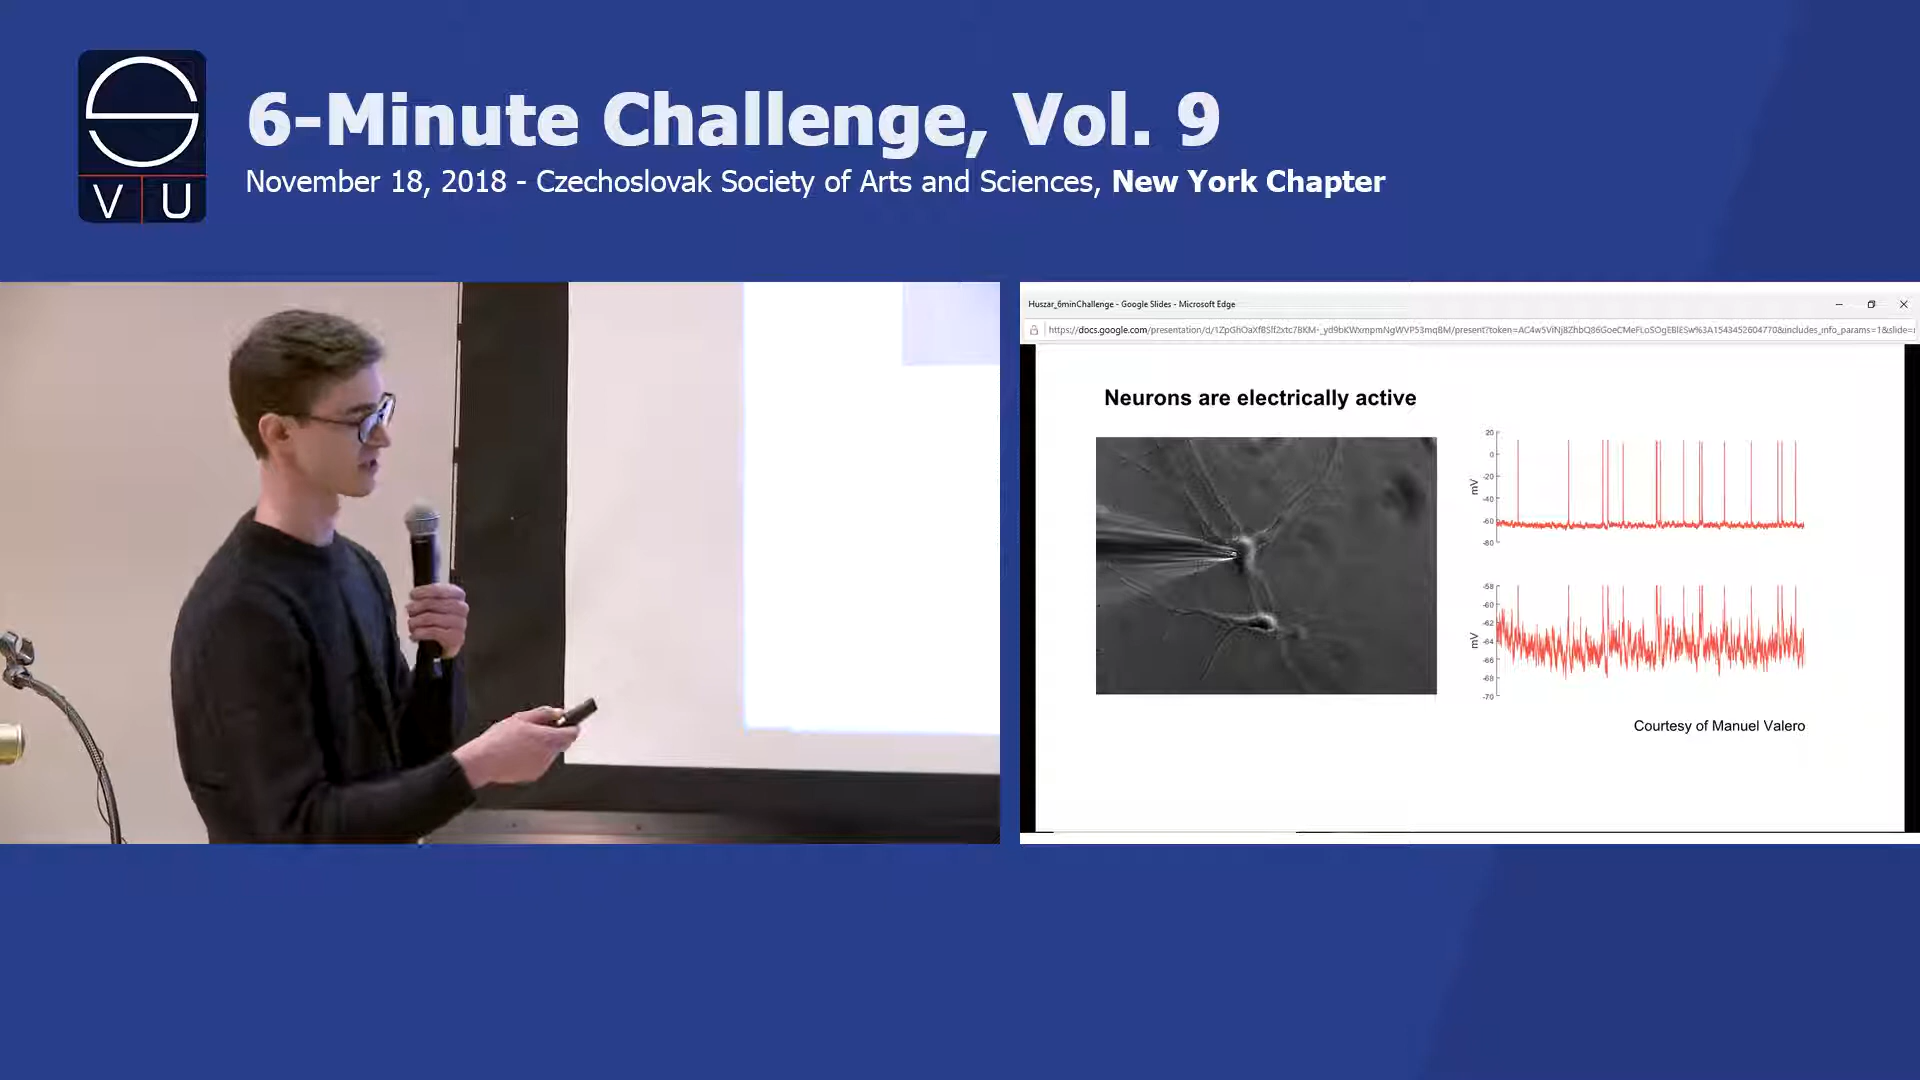 S
VU
6-Minute Challenge, Vol. 9
November 18, 2018 - Czechoslovak Society of Arts and Sciences, New York Chapter
Huszar_6minChallenge - Google Slides - Microsoft Edge
Neurons are electrically active
mV
20
0
-20
-40
-60
-80
mV
-58
-60
-62
-64
-66
-68
-70
Courtesy of Manuel Valero